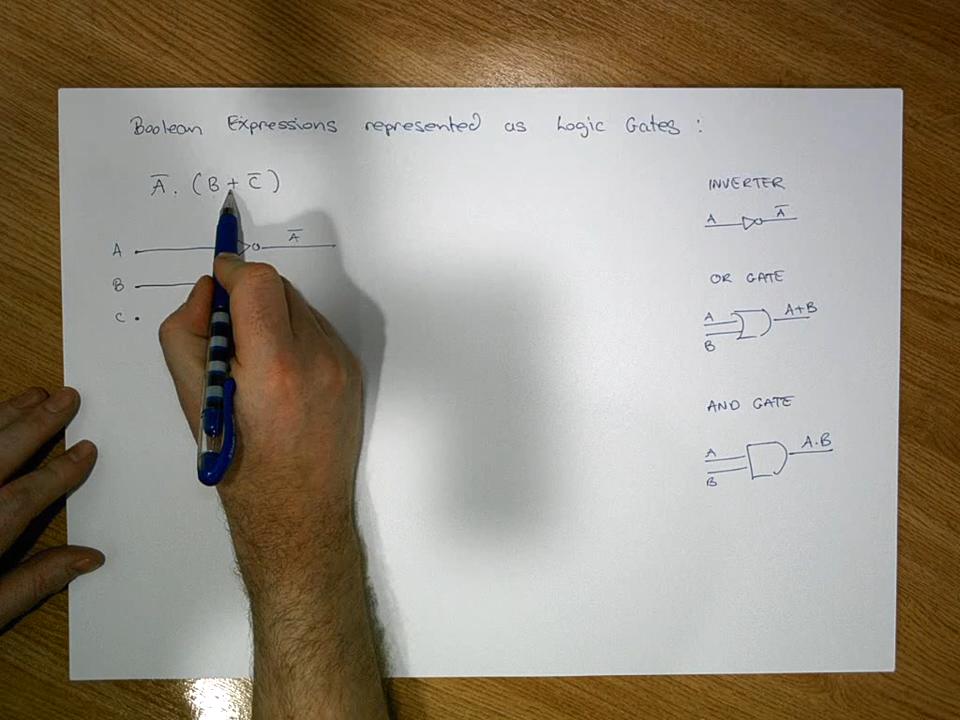 Boolean Expressions represented as Logic Gates :
A̅ . (B + C̅)
A A̅
B
C
INVERTER
A A̅
OR GATE
A A+B
B
AND GATE
A A.B
B